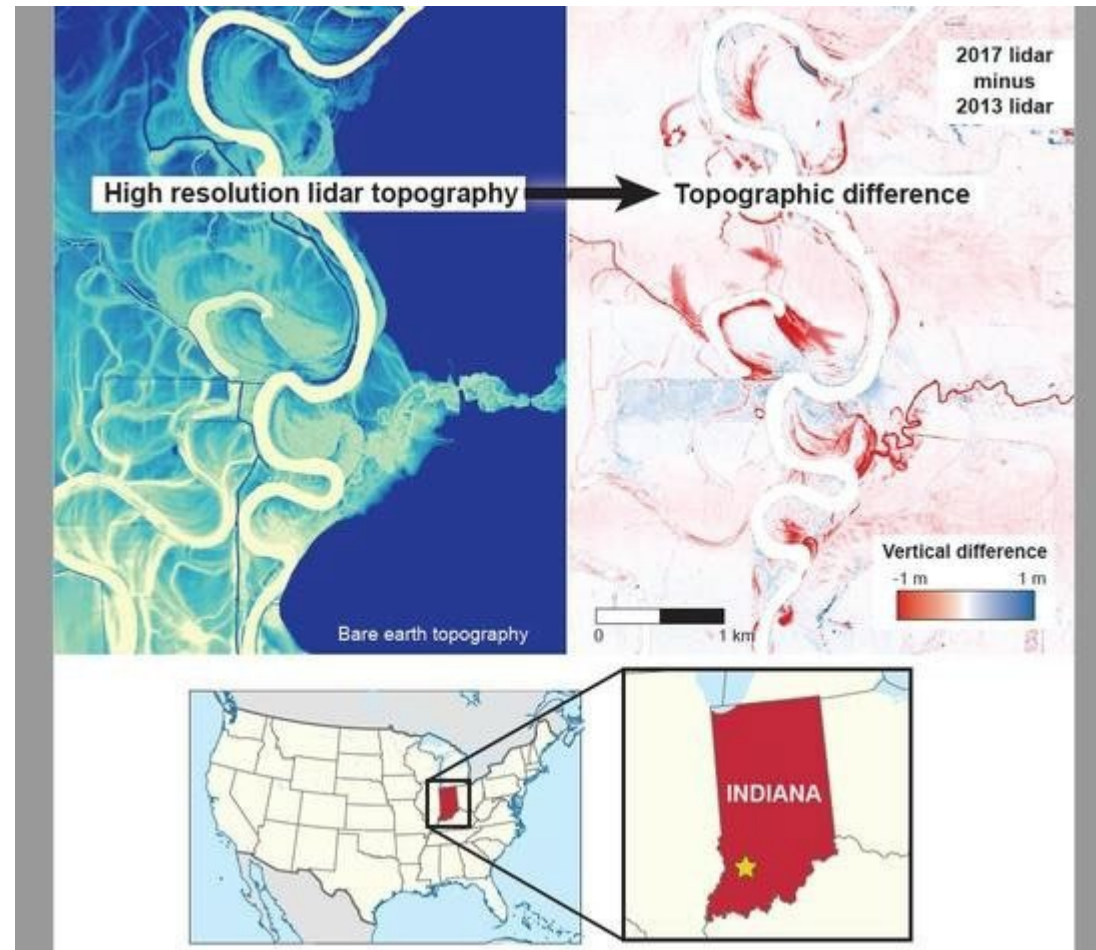 2017 lidar
minus
2013 lidar
High resolution lidar topography
Topographic difference
Vertical difference
-1 m 1 m
0 1 km
Bare earth topography
INDIANA